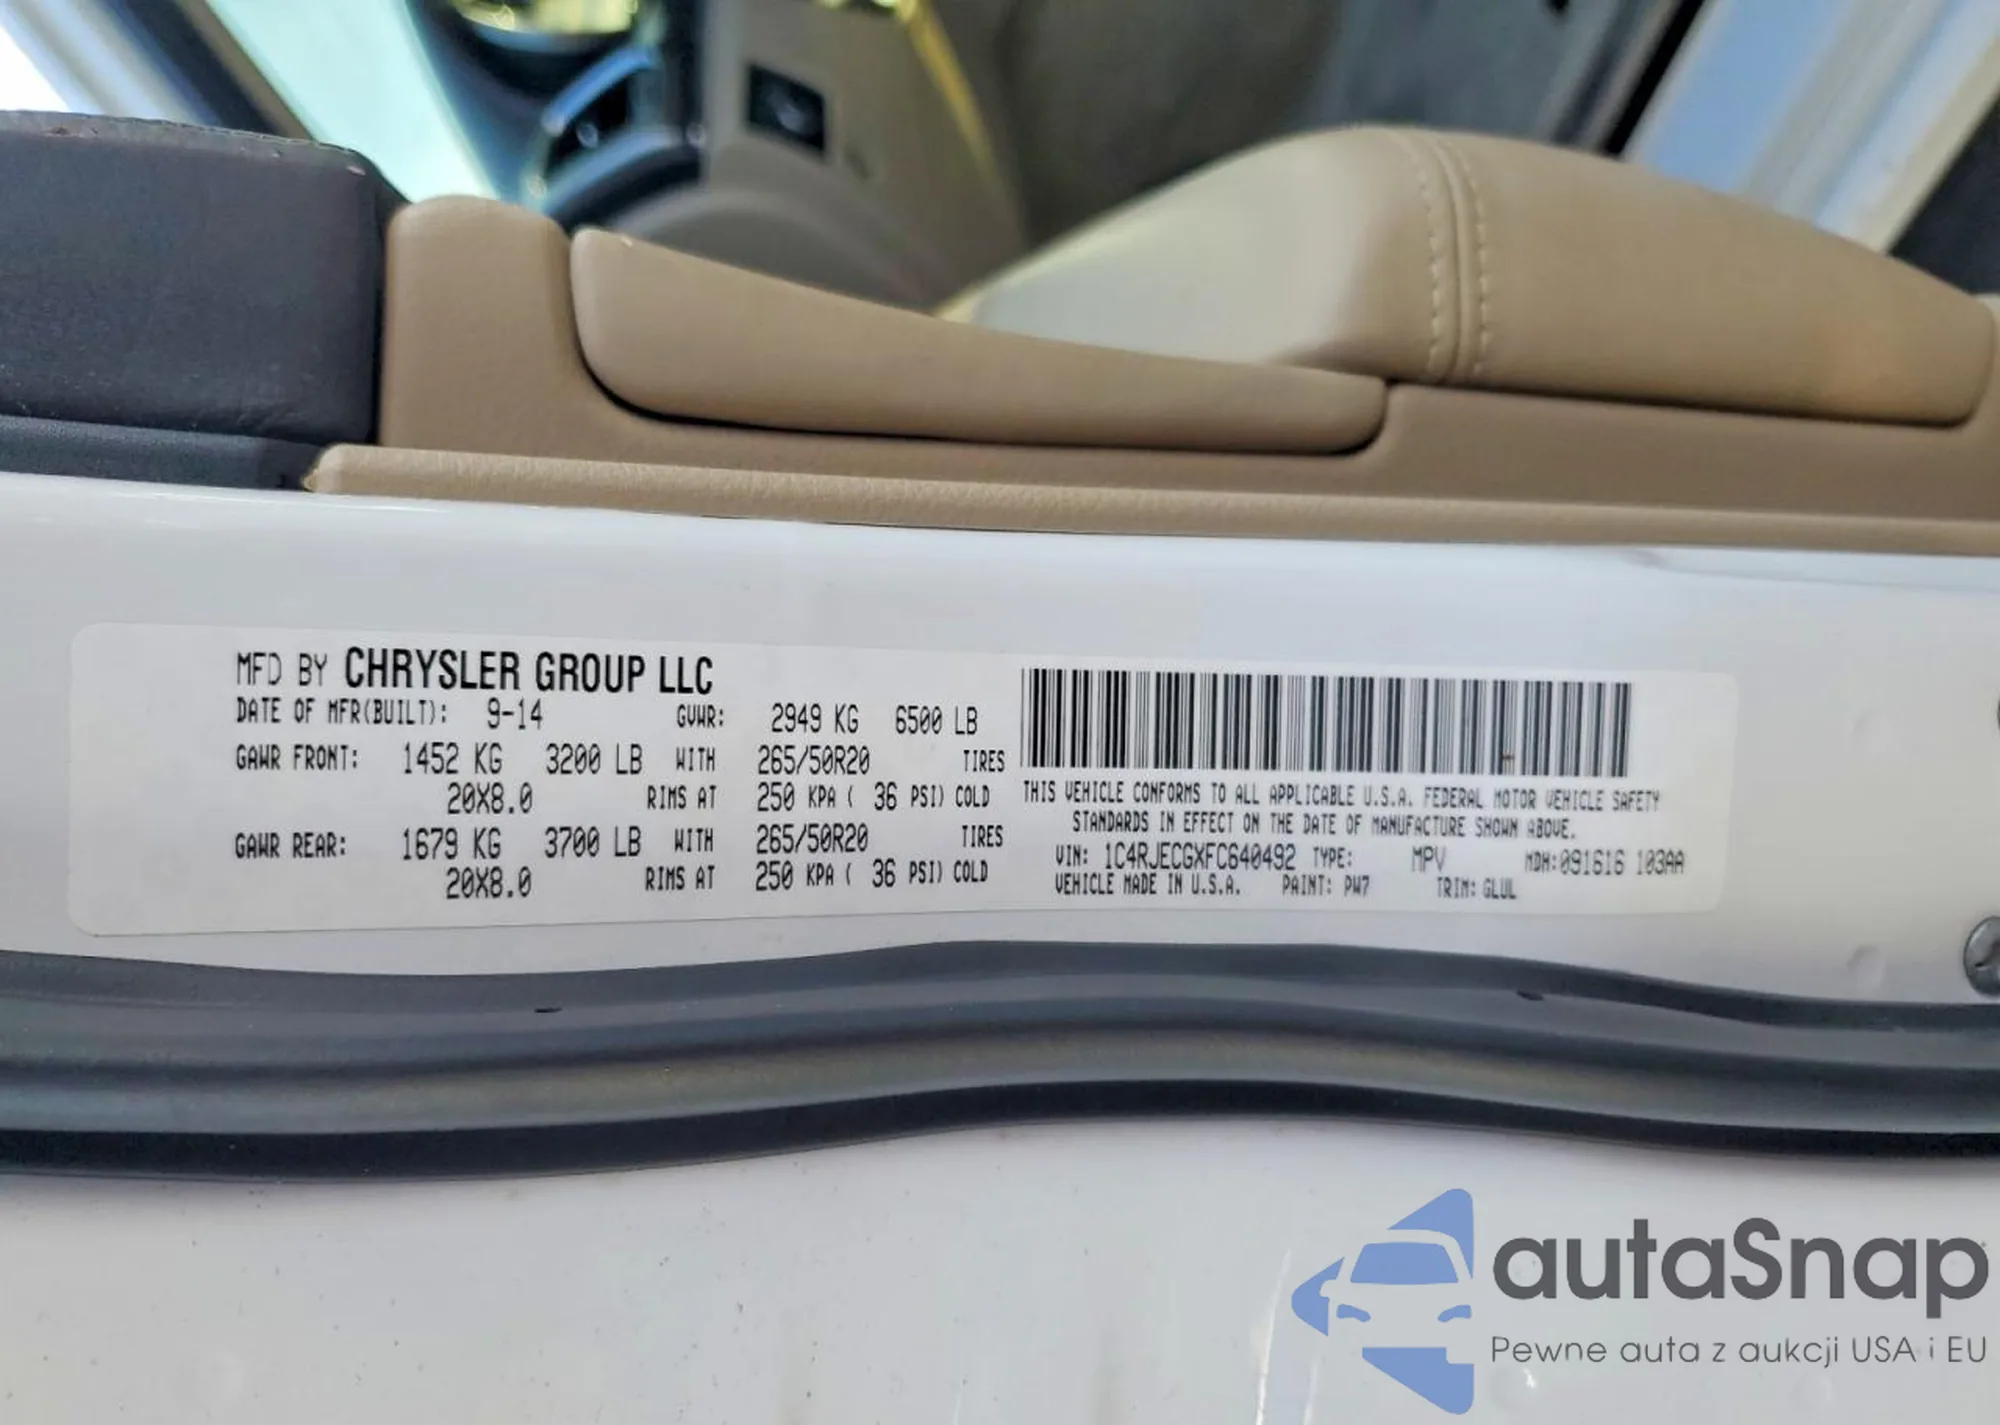 MFD BY CHRYSLER GROUP LLC
DATE OF MFR(BUILT): 9-14 GVWR: 2949 KG 6500 LB
GAWR FRONT: 1452 KG 3200 LB WITH 265/50R20 TIRES
20X8.0 RIMS AT 250 KPA ( 36 PSI) COLD
GAWR REAR: 1679 KG 3700 LB WITH 265/50R20 TIRES
20X8.0 RIMS AT 250 KPA ( 36 PSI) COLD
THIS VEHICLE CONFORMS TO ALL APPLICABLE U.S.A. FEDERAL MOTOR VEHICLE SAFETY
STANDARDS IN EFFECT ON THE DATE OF MANUFACTURE SHOWN ABOVE.
VIN: 1C4RJECGXFC640492 TYPE: MPV MDH:091616 103AA
VEHICLE MADE IN U.S.A. PAINT: PW7 TRIM: GLUL
autaSnap
Pewne auta z aukcji USA i EU